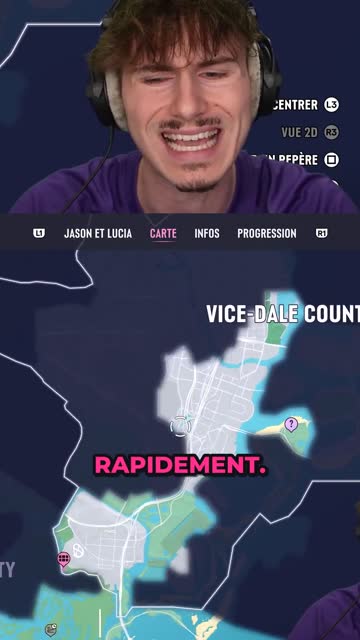 CENTRER L3
VUE 2D R3
UN REPÈRE
L1 JASON ET LUCIA CARTE INFOS PROGRESSION R1
VICE-DALE COUNT
?
RAPIDEMENT.
TY